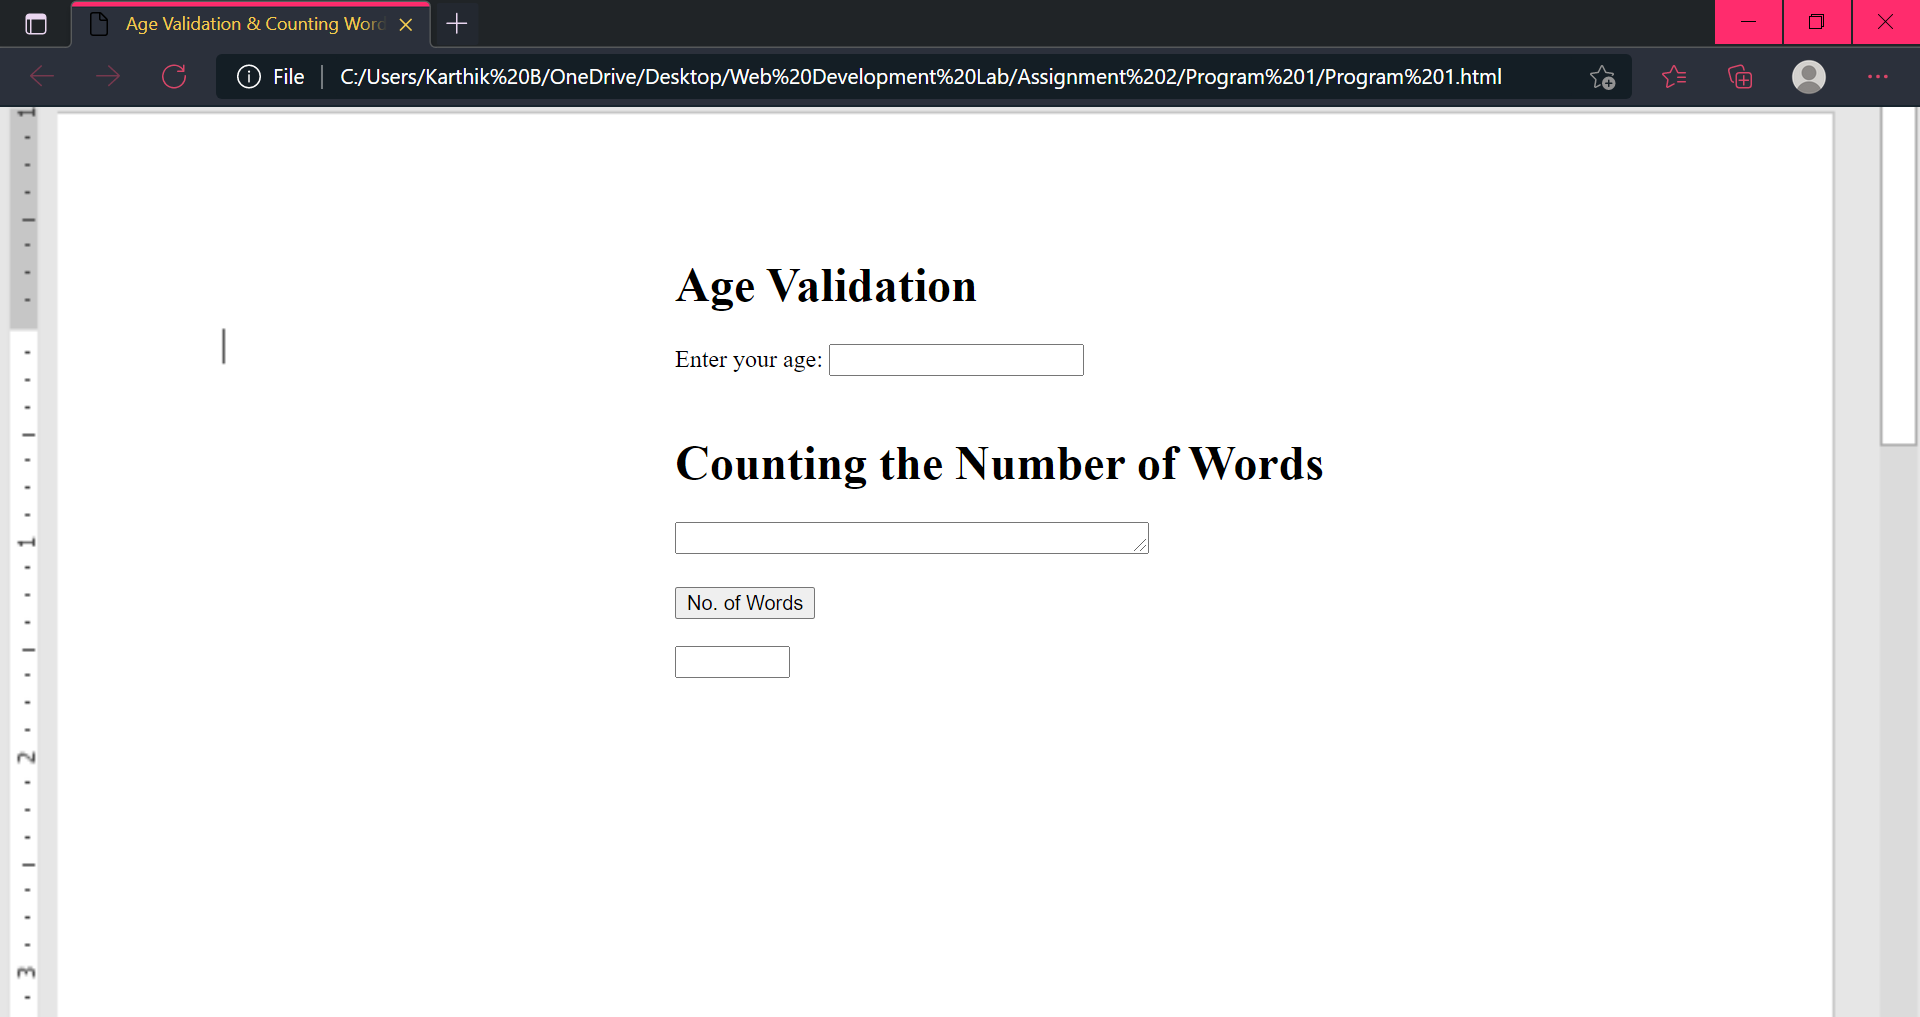 Age Validation & Counting Word
File
C:/Users/Karthik%20B/OneDrive/Desktop/Web%20Development%20Lab/Assignment%202/Program%201/Program%201.html
Age Validation
Enter your age:
Counting the Number of Words
No. of Words
1
1
2
3